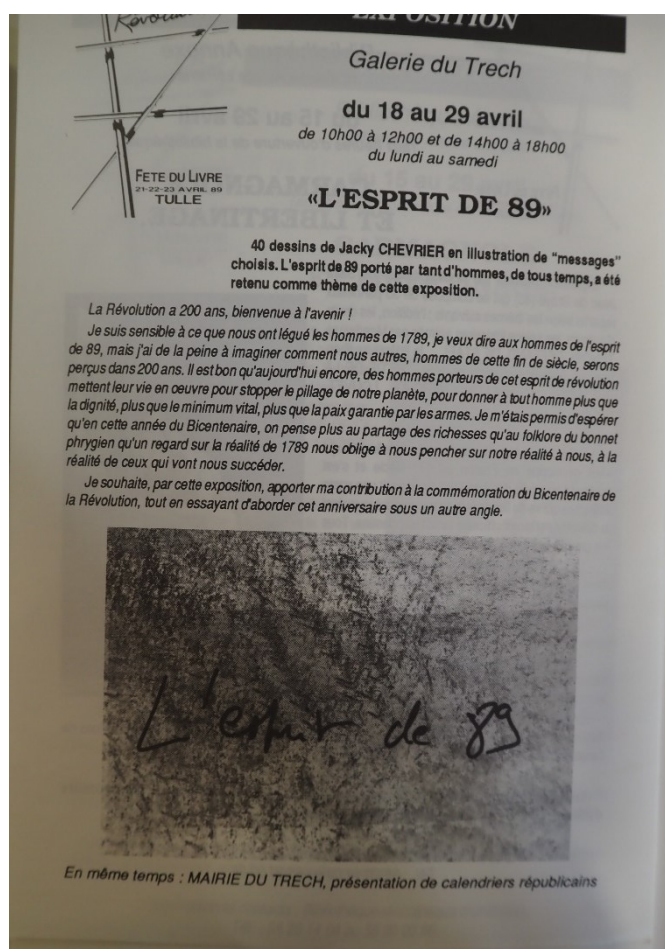 Révolu
EXPOSITION
Galerie du Trech
du 18 au 29 avril
de 10h00 à 12h00 et de 14h00 à 18h00
du lundi au samedi
FETE DU LIVRE
21-22-23 AVRIL 89
TULLE
«L'ESPRIT DE 89»
40 dessins de Jacky CHEVRIER en illustration de "messages"
choisis. L'esprit de 89 porté par tant d'hommes, de tous temps, a été
retenu comme thème de cette exposition.
La Révolution a 200 ans, bienvenue à l'avenir !
Je suis sensible à ce que nous ont légué les hommes de 1789, je veux dire aux hommes de l'esprit
de 89, mais j'ai de la peine à imaginer comment nous autres, hommes de cette fin de siècle, serons
perçus dans 200 ans. Il est bon qu'aujourd'hui encore, des hommes porteurs de cet esprit de révolution
mettent leur vie en œuvre pour stopper le pillage de notre planète, pour donner à tout homme plus que
la dignité, plus que le minimum vital, plus que la paix garantie par les armes. Je m'étais permis d'espérer
qu'en cette année du Bicentenaire, on pense plus au partage des richesses qu'au folklore du bonnet
phrygien qu'un regard sur la réalité de 1789 nous oblige à nous pencher sur notre réalité à nous, à la
réalité de ceux qui vont nous succéder.
Je souhaite, par cette exposition, apporter ma contribution à la commémoration du Bicentenaire de
la Révolution, tout en essayant d'aborder cet anniversaire sous un autre angle.
L'esprit de 89
En même temps : MAIRIE DU TRECH, présentation de calendriers républicains